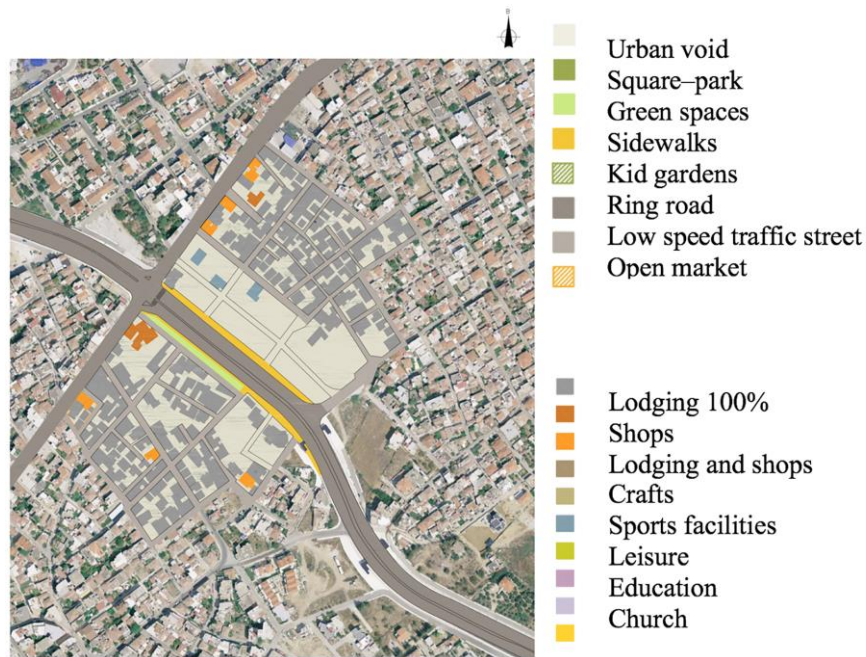 Urban void
Square–park
Green spaces
Sidewalks
Kid gardens
Ring road
Low speed traffic street
Open market
Lodging 100%
Shops
Lodging and shops
Crafts
Sports facilities
Leisure
Education
Church